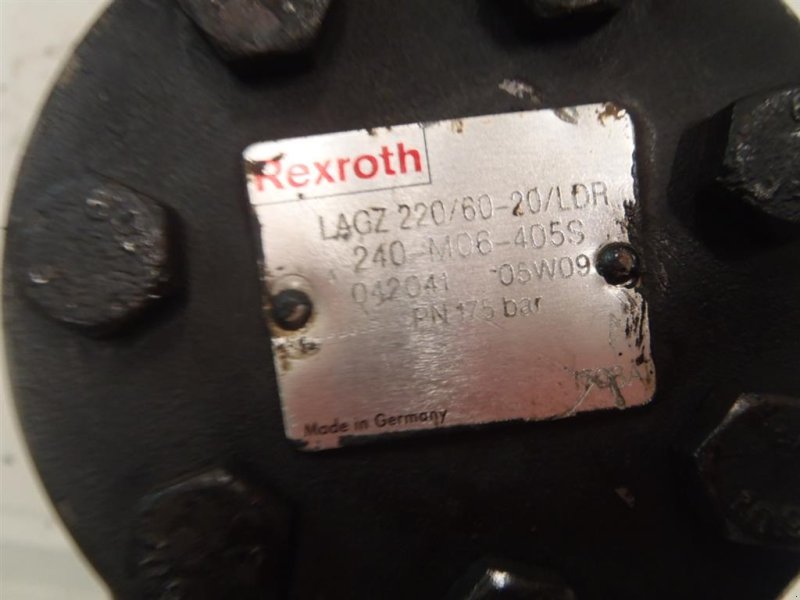 Rexroth
LAGZ 220/60-20/LDR
240-M06-405S
042041 05W09
PN 175 bar
Made in Germany